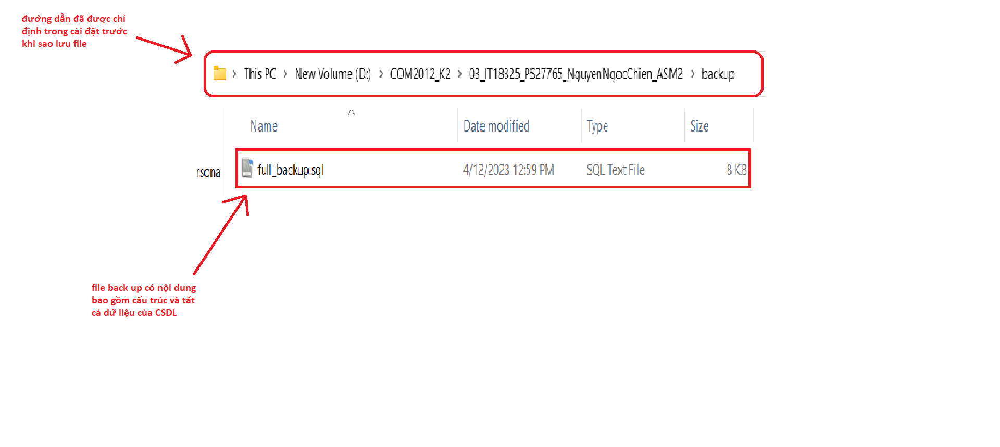 đường dẫn đã được chỉ
định trong cài đặt trước
khi sao lưu file
This PC > New Volume (D:) > COM2012_K2 > 03_IT18325_PS27765_NguyenNgocChien_ASM2 > backup
Name Date modified Type Size
rsona
full_backup.sql 4/12/2023 12:59 PM SQL Text File 8 KB
file back up có nội dung
bao gồm cấu trúc và tất
cả dữ liệu của CSDL